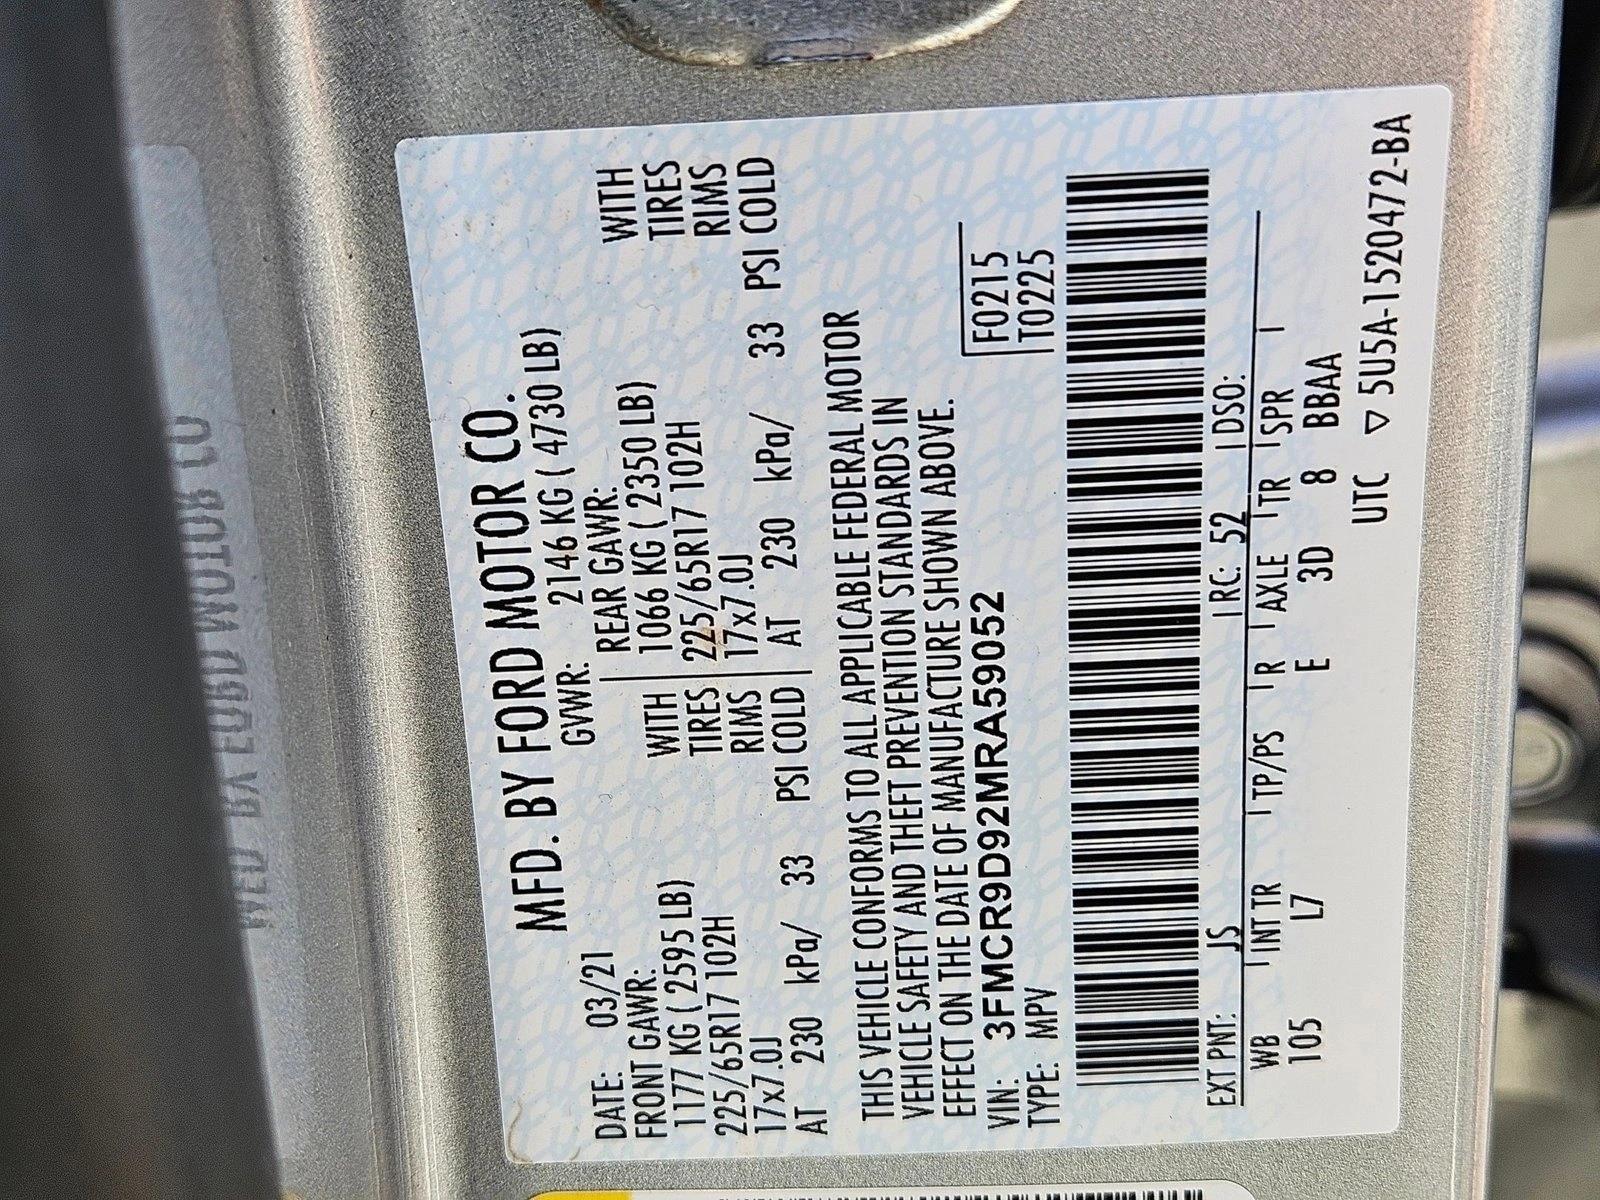 MFD. BY FORD MOTOR CO.
DATE: 03/21 GVWR: 2146 KG ( 4730 LB)
FRONT GAWR: REAR GAWR:
1177 KG ( 2595 LB) WITH 1066 KG ( 2350 LB) WITH
225/65R17 102H TIRES 225/65R17 102H TIRES
17x7.0J RIMS 17x7.0J RIMS
AT 230 kPa/ 33 PSI COLD AT 230 kPa/ 33 PSI COLD
THIS VEHICLE CONFORMS TO ALL APPLICABLE FEDERAL MOTOR
VEHICLE SAFETY AND THEFT PREVENTION STANDARDS IN
EFFECT ON THE DATE OF MANUFACTURE SHOWN ABOVE.
VIN: 3FMCR9D92MRA59052 F0215
TYPE: MPV T0225
EXT PNT: JS RC: 52 DSO:
WB INT TR TP/PS R AXLE TR SPR
105 L7 E 3D 8 BBAA
UTC ▽ 5U5A-1520472-BA
MFD. BY FORD MOTOR CO